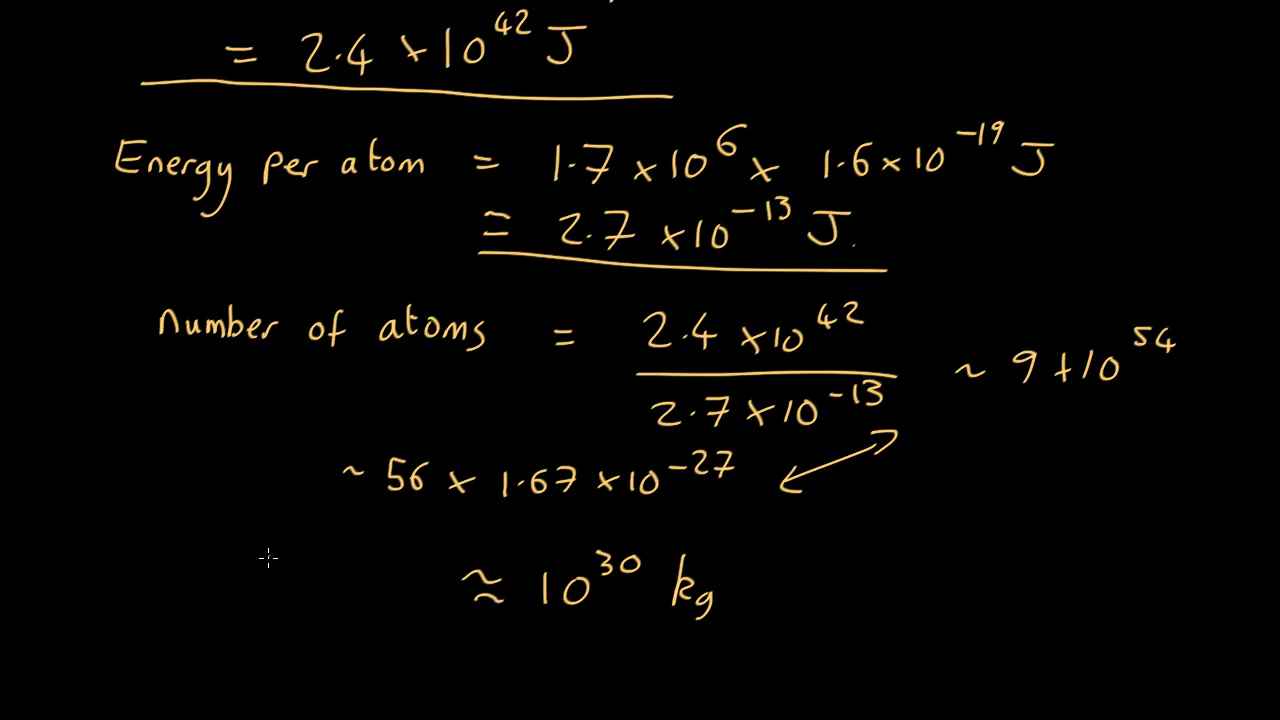 = 2.4 × 10^42 J
Energy per atom = 1.7 × 10^6 × 1.6 × 10^-19 J
= 2.7 × 10^-13 J.
Number of atoms = 2.4 × 10^42 / 2.7 × 10^-13 ~ 9 + 10^54
~ 56 × 1.67 × 10^-27
≈ 10^30 kg